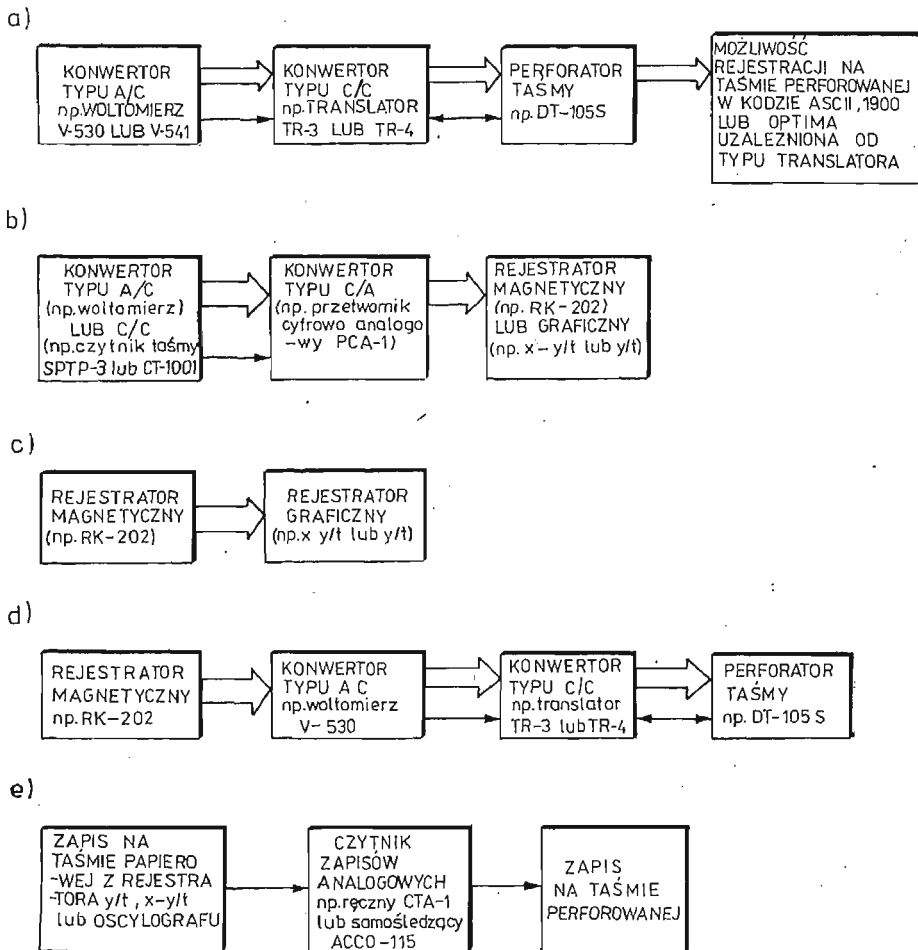 a)
KONWERTOR
TYPU A/C
np. WOLTOMIERZ
V-530 LUB V-541
KONWERTOR
TYPU C/C
np. TRANSLATOR
TR-3 LUB TR-4
PERFORATOR
TAŚMY
np. DT-105S
MOŻLIWOŚĆ
REJESTRACJI NA
TAŚMIE PERFOROWANEJ
W KODZIE ASCII, 1900
LUB OPTIMA
UZALEZNIONA OD
TYPU TRANSLATORA
b)
KONWERTOR
TYPU A/C
(np. woltomierz)
LUB C/C
(np. czytnik taśmy
SPTP-3 lub CT-1001
KONWERTOR
TYPU C/A
(np. przetwornik
cyfrowo analogo
-wy PCA-1)
REJESTRATOR
MAGNETYCZNY
(np. RK-202)
LUB GRAFICZNY
(np. x-y/t lub y/t)
c)
REJESTRATOR
MAGNETYCZNY
(np. RK-202)
REJESTRATOR
GRAFICZNY
(np. x y/t lub y/t)
d)
REJESTRATOR
MAGNETYCZNY
np. RK-202
KONWERTOR
TYPU A C
np. woltomierz
V-530
KONWERTOR
TYPU C/C
np. translator
TR-3 lub TR-4
PERFORATOR
TAŚMY
np. DT-105 S
e)
ZAPIS NA
TAŚMIE PAPIERO
-WEJ Z REJESTRA
-TORA y/t, x-y/t
lub OSCYLOGRAFU
CZYTNIK
ZAPISÓW
ANALOGOWYCH
np. ręczny CTA-1
lub samośledzący
ACCO-115
ZAPIS
NA TAŚMIE
PERFOROWANEJ